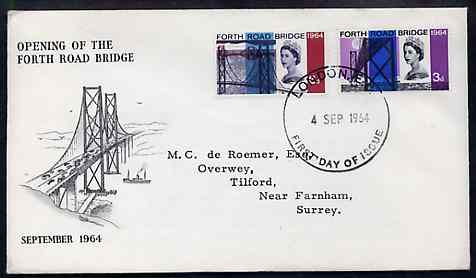 OPENING OF THE
FORTH ROAD BRIDGE
FORTH ROAD BRIDGE 1964
FORTH ROAD BRIDGE 1964
3d
LONDON
4 SEP 1964
FIRST DAY OF ISSUE
M.C. de Roemer, Esq.
Overwey,
Tilford,
Near Farnham,
Surrey.
SEPTEMBER 1964